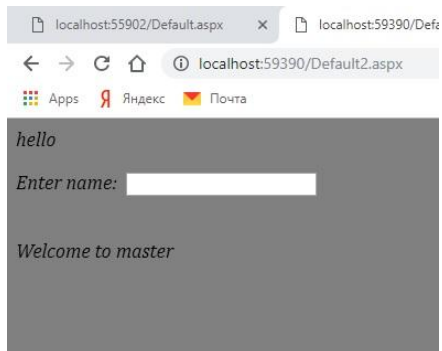 localhost:55902/Default.aspx localhost:59390/Defa
localhost:59390/Default2.aspx
Apps Яндекс Почта
hello
Enter name:
Welcome to master